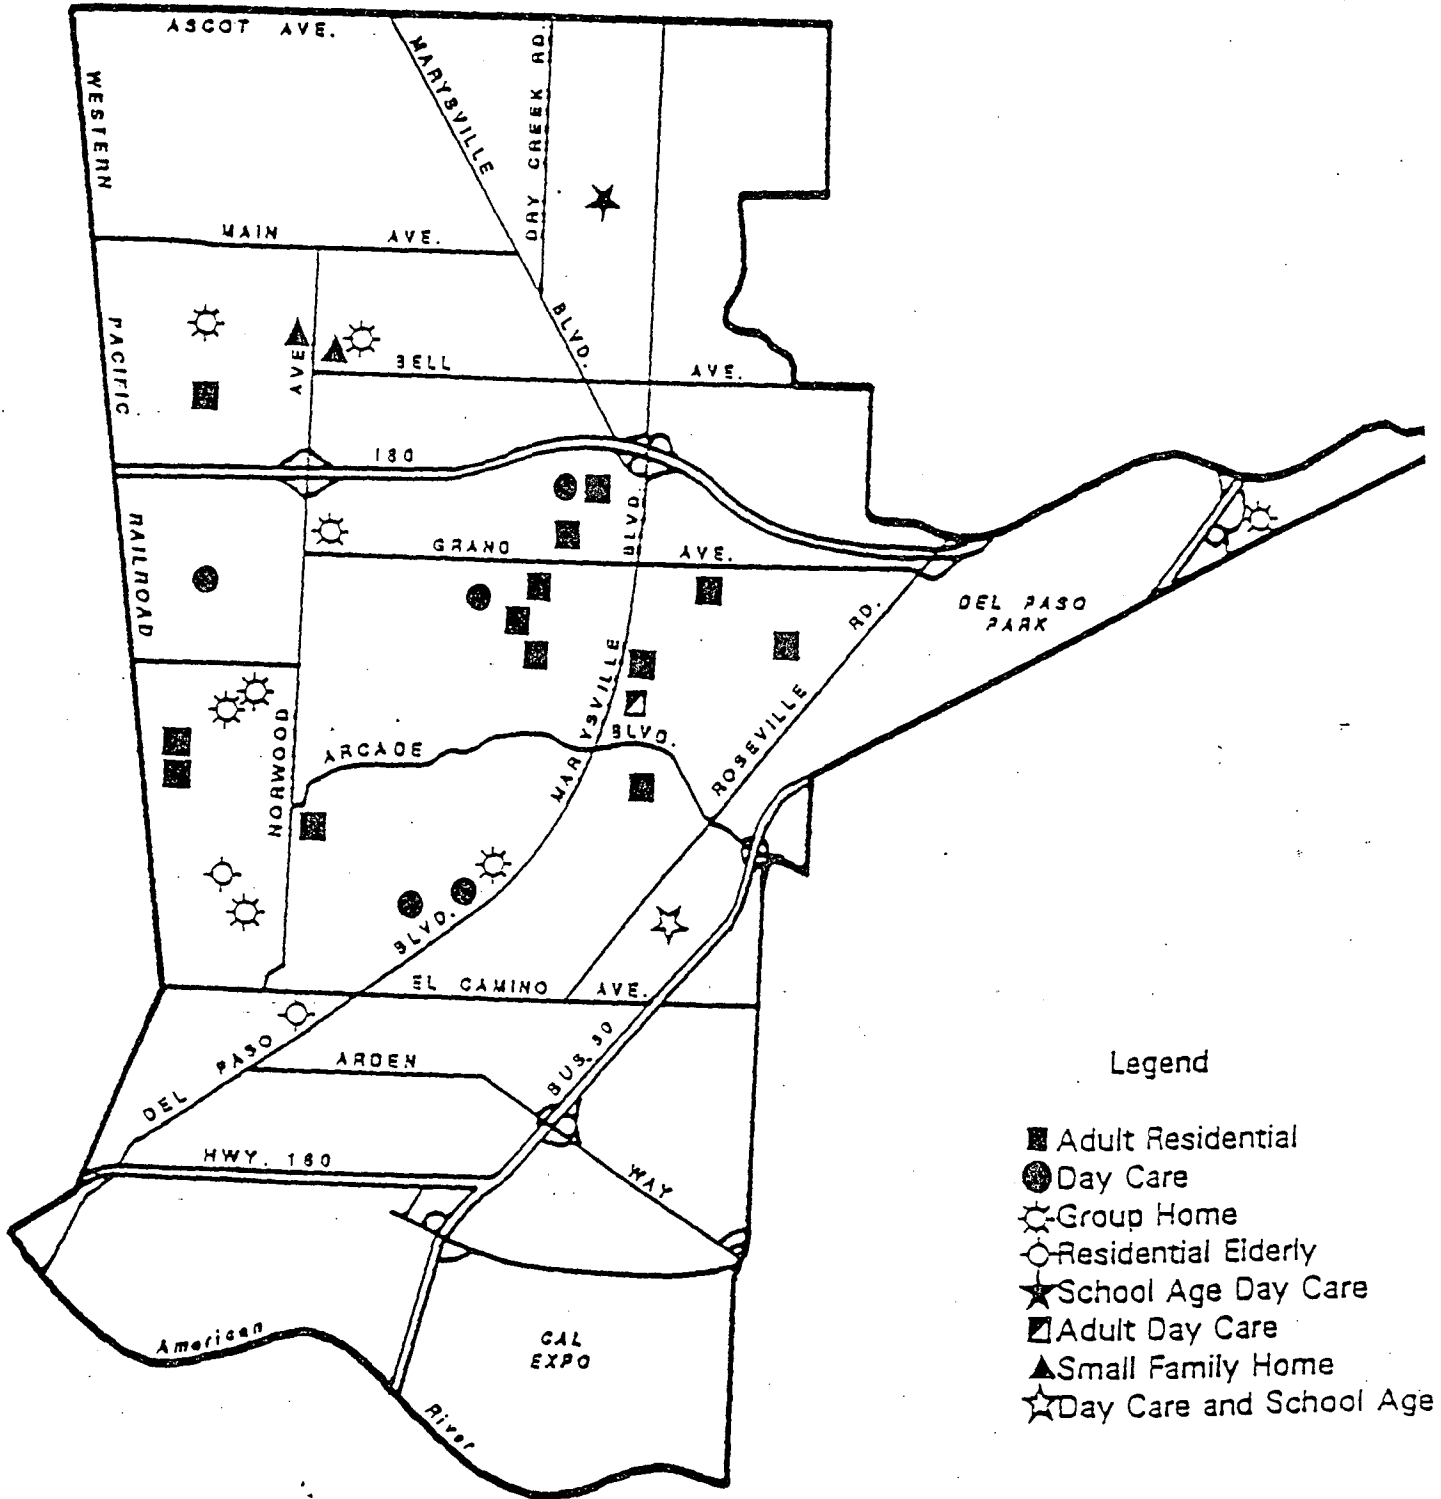 ASCOT AVE.
WESTERN
PACIFIC
RAILROAD
MARYSVILLE
BLVD.
DRY CREEK RD.
MAIN AVE.
AVE
BELL AVE.
180
BLVD.
GRAND AVE.
DEL PASO
PARK
RD.
ROSEVILLE
MARYSVILLE
NORWOOD
ARCADE BLVD.
BLVD.
EL CAMINO AVE.
DEL PASO
ARDEN
WAY
BUS. 80
HWY. 160
American
River
CAL
EXPO
Legend
Adult Residential
Day Care
Group Home
Residential Elderly
School Age Day Care
Adult Day Care
Small Family Home
Day Care and School Age